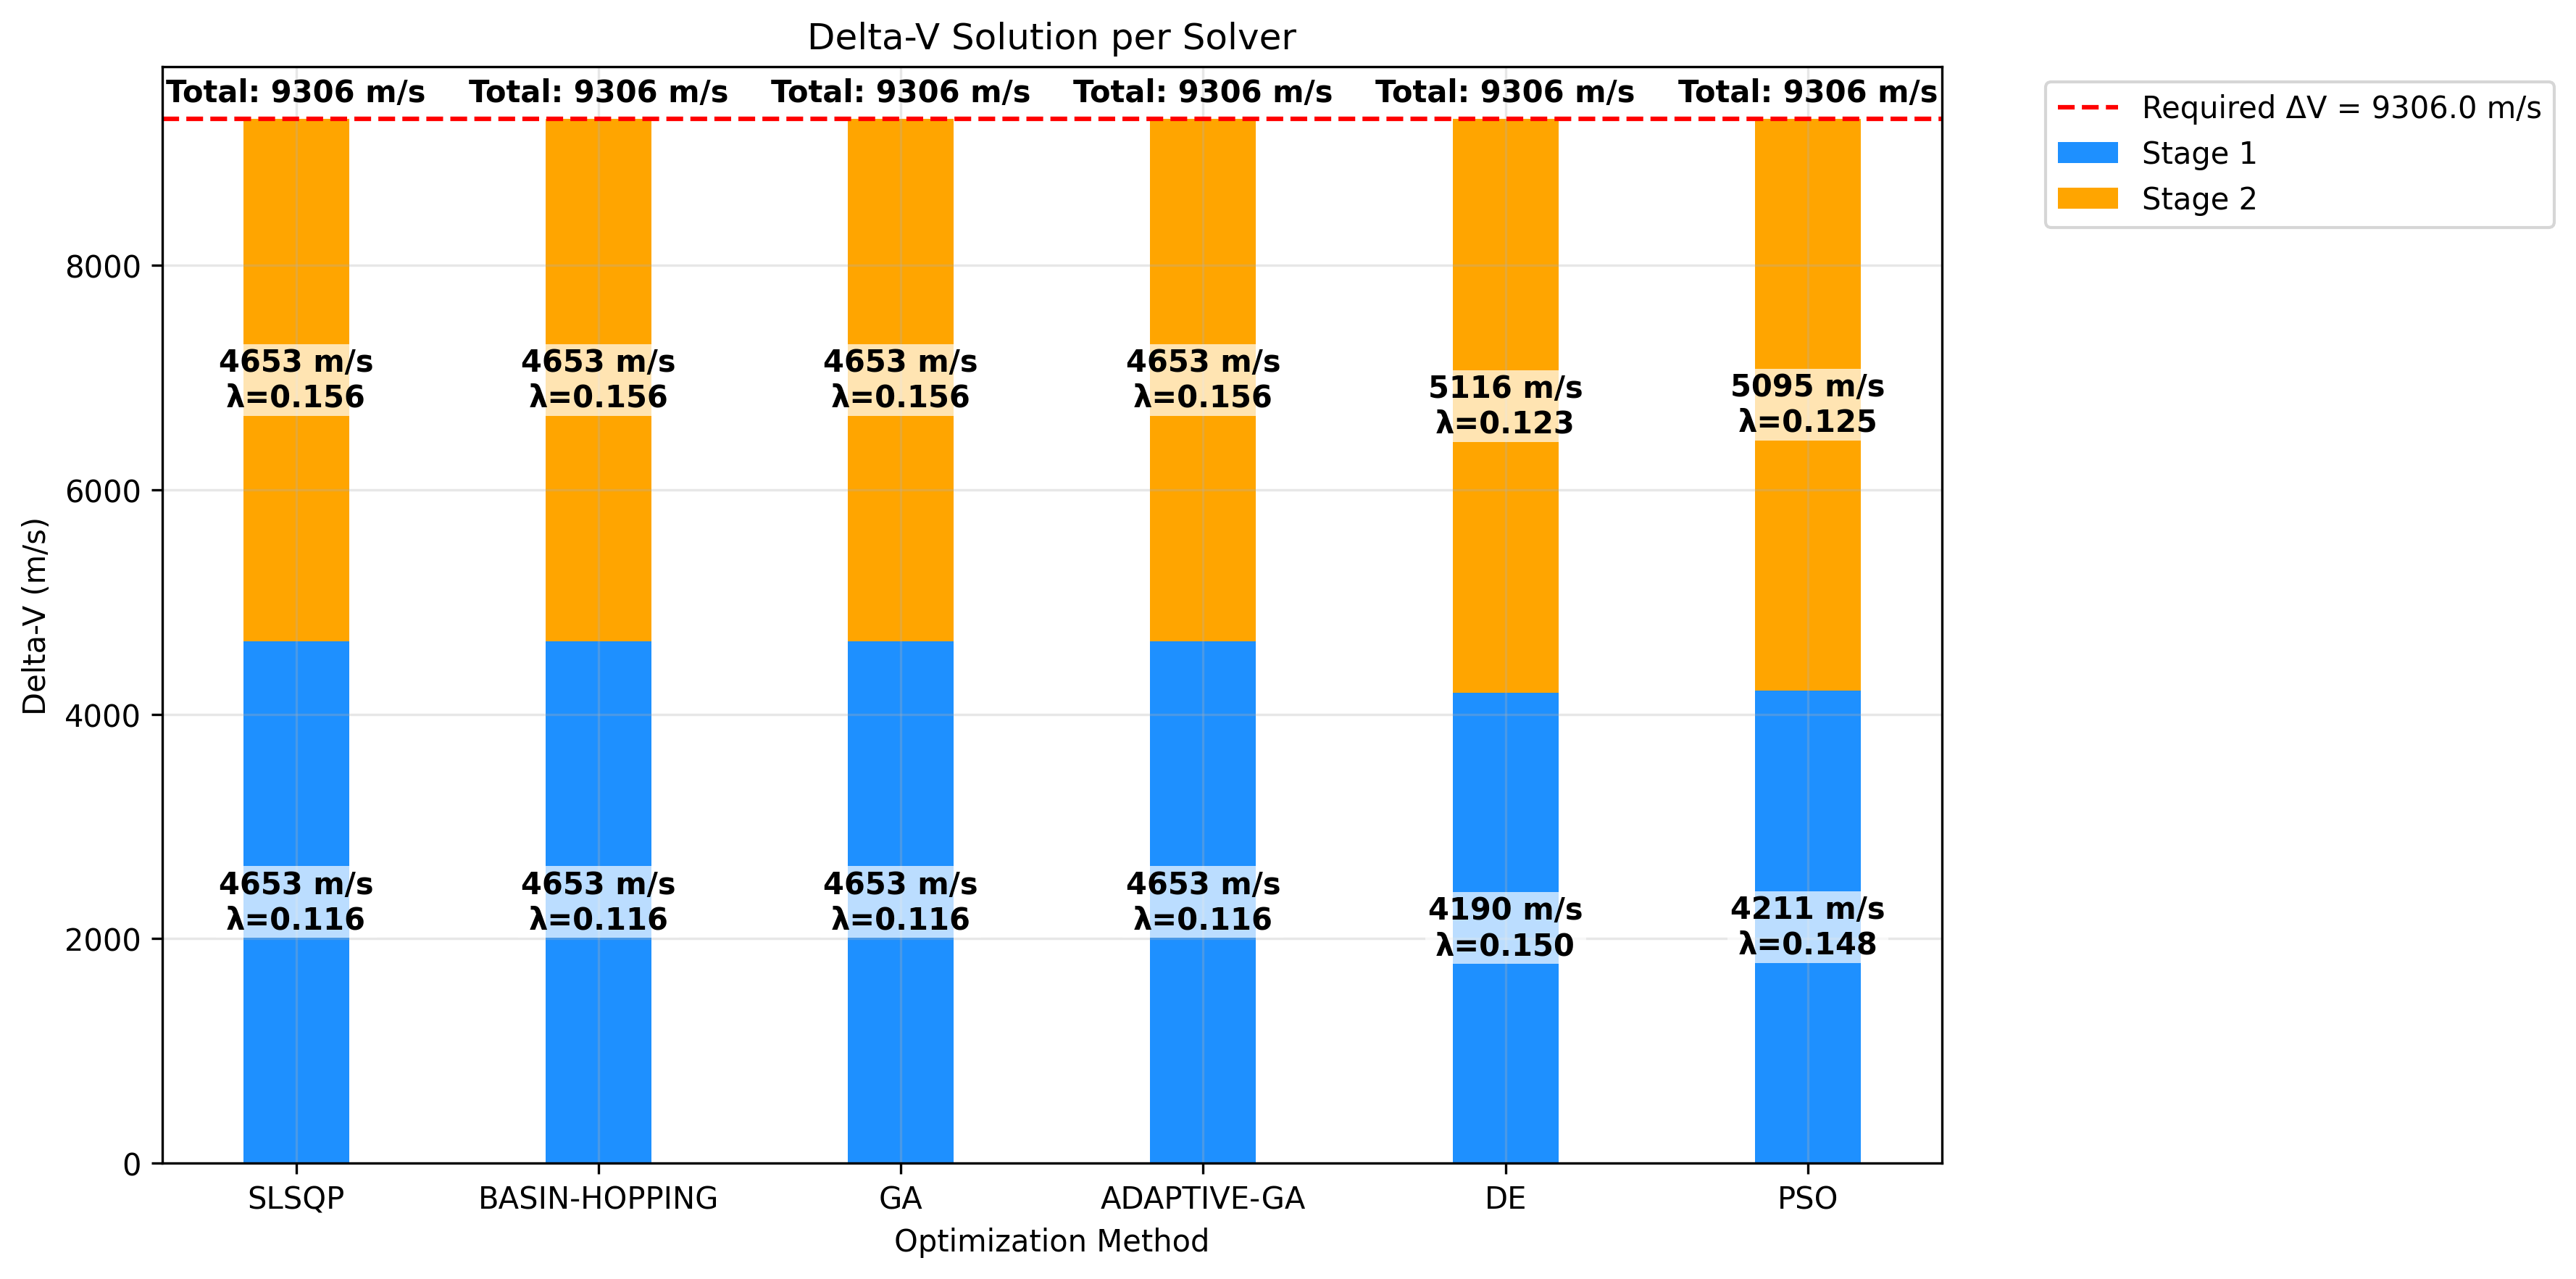 Delta-V Solution per Solver
Total: 9306 m/s Total: 9306 m/s Total: 9306 m/s Total: 9306 m/s Total: 9306 m/s Total: 9306 m/s
Required ΔV = 9306.0 m/s
Stage 1
Stage 2
Delta-V (m/s)
8000
6000
4000
2000
0
4653 m/s
λ=0.156
4653 m/s
λ=0.156
4653 m/s
λ=0.156
4653 m/s
λ=0.156
5116 m/s
λ=0.123
5095 m/s
λ=0.125
4653 m/s
λ=0.116
4653 m/s
λ=0.116
4653 m/s
λ=0.116
4653 m/s
λ=0.116
4190 m/s
λ=0.150
4211 m/s
λ=0.148
SLSQP BASIN-HOPPING GA ADAPTIVE-GA DE PSO
Optimization Method